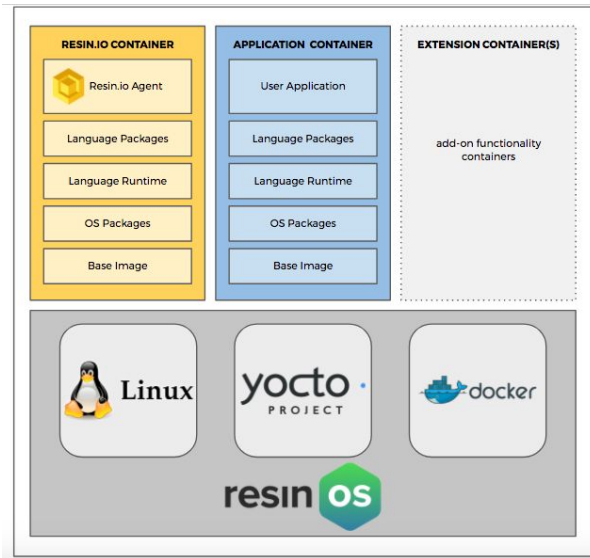 RESIN.IO CONTAINER
Resin.io Agent
Language Packages
Language Runtime
OS Packages
Base Image
APPLICATION CONTAINER
User Application
Language Packages
Language Runtime
OS Packages
Base Image
EXTENSION CONTAINER(S)
add-on functionality
containers
Linux
yocto
PROJECT
docker
resin os